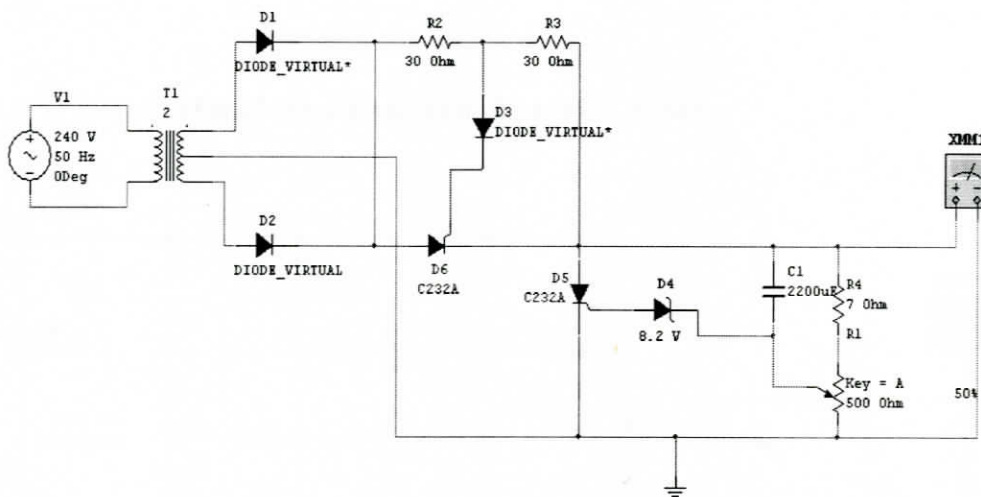 D1
DIODE_VIRTUAL*
R2
30 Ohm
R3
30 Ohm
V1
240 V
50 Hz
0Deg
T1
2
D3
DIODE_VIRTUAL*
XMM1
D2
DIODE_VIRTUAL
D6
C232A
D5
C232A
D4
8.2 V
C1
2200uF
R4
7 Ohm
R1
Key = A
500 Ohm
50%